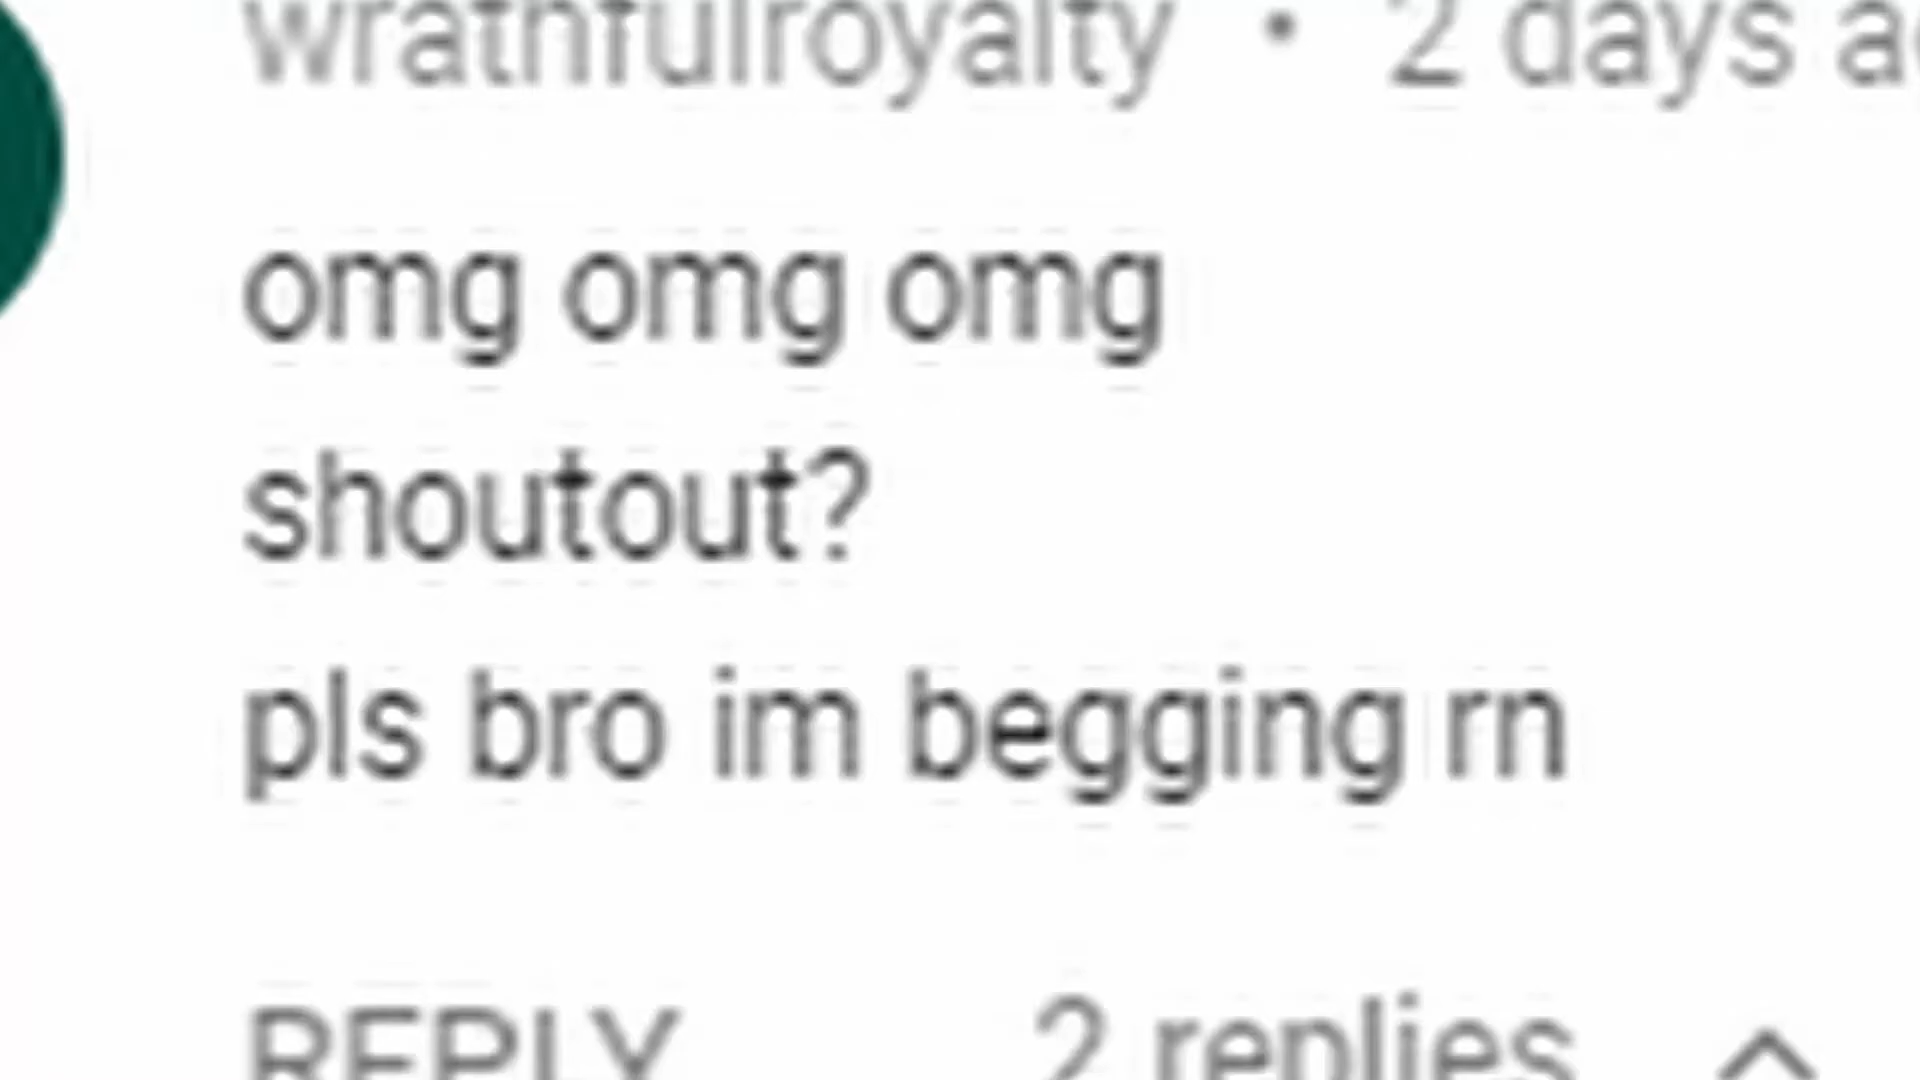 wrathfulroyalty • 2 days a
omg omg omg
shoutout?
pls bro im begging rn
REPLY 2 replies